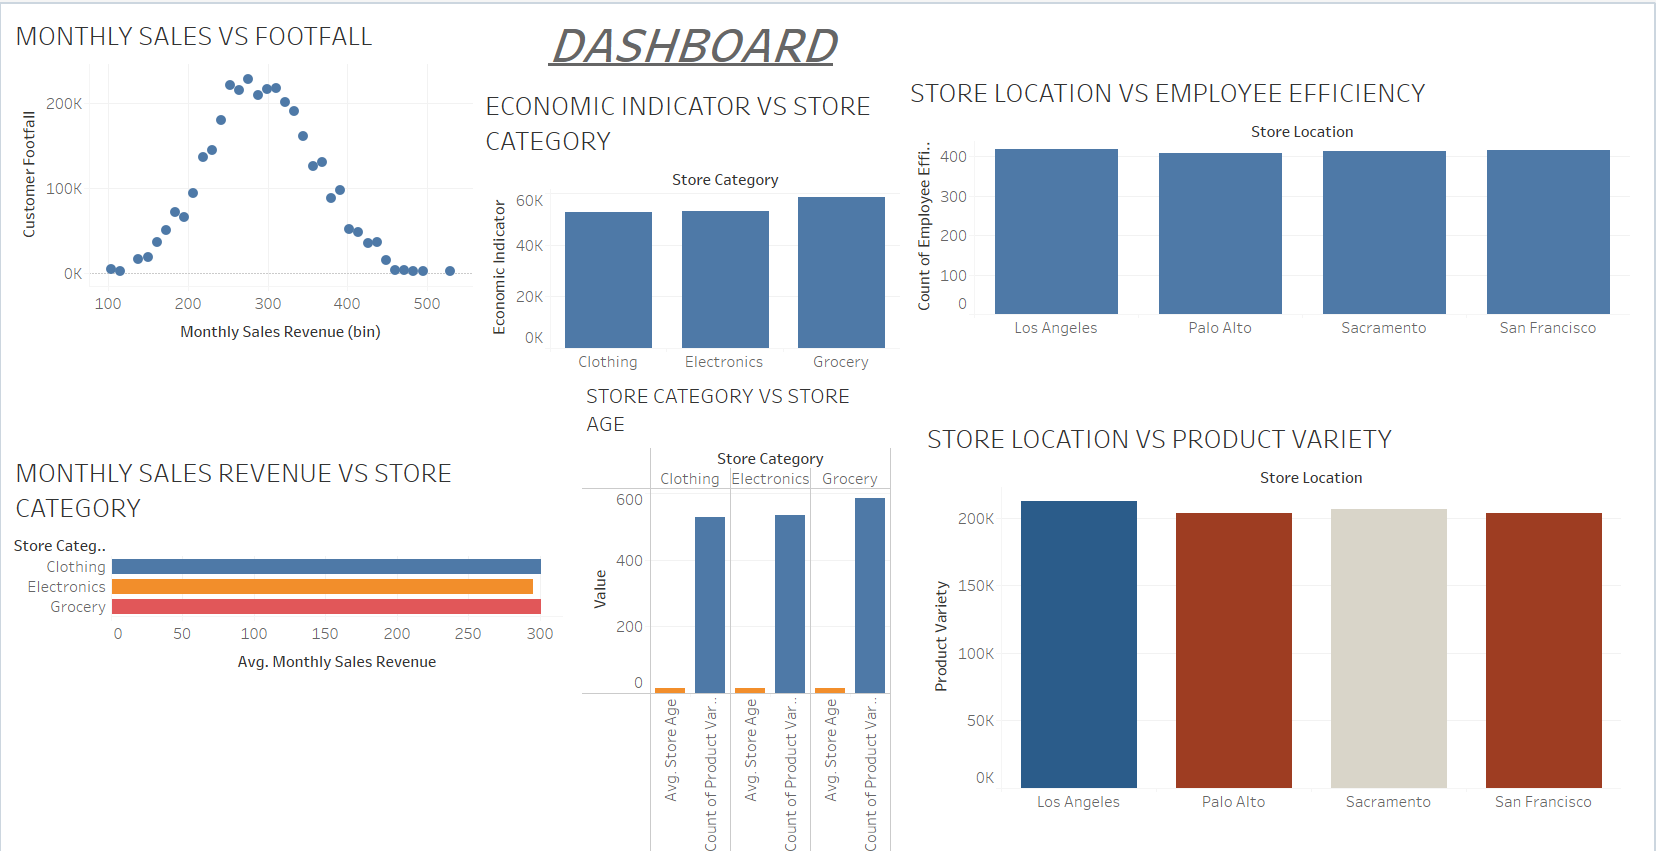 DASHBOARD
MONTHLY SALES VS FOOTFALL
Customer Footfall
200K
100K
0K
100
200
300
400
500
Monthly Sales Revenue (bin)
ECONOMIC INDICATOR VS STORE
CATEGORY
Store Category
Economic Indicator
60K
40K
20K
0K
Clothing
Electronics
Grocery
STORE LOCATION VS EMPLOYEE EFFICIENCY
Store Location
Count of Employee Effi..
400
300
200
100
0
Los Angeles
Palo Alto
Sacramento
San Francisco
MONTHLY SALES REVENUE VS STORE
CATEGORY
Store Categ..
Clothing
Electronics
Grocery
0
50
100
150
200
250
300
Avg. Monthly Sales Revenue
STORE CATEGORY VS STORE
AGE
Store Category
Clothing
Electronics
Grocery
Value
600
400
200
0
Avg. Store Age
Count of Product Var..
Avg. Store Age
Count of Product Var..
Avg. Store Age
Count of Product Var..
STORE LOCATION VS PRODUCT VARIETY
Store Location
Product Variety
200K
150K
100K
50K
0K
Los Angeles
Palo Alto
Sacramento
San Francisco